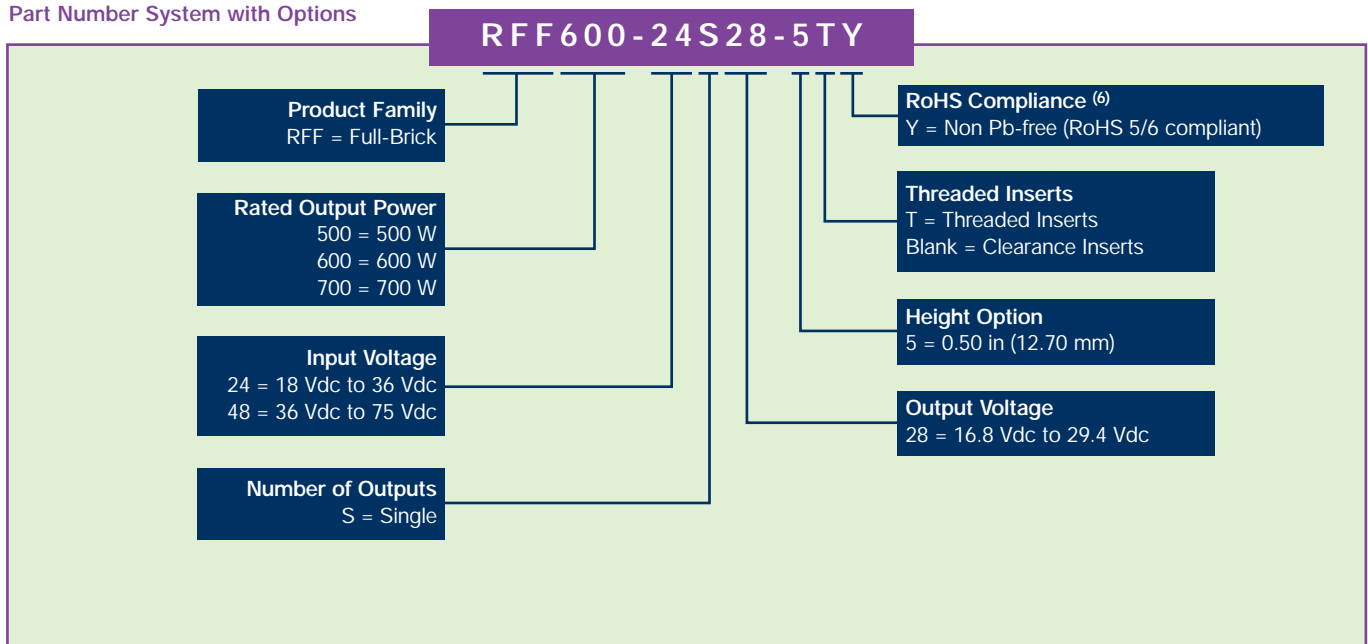 Part Number System with Options
RFF600-24S28-5TY
Product Family
RFF = Full-Brick
Rated Output Power
500 = 500 W
600 = 600 W
700 = 700 W
Input Voltage
24 = 18 Vdc to 36 Vdc
48 = 36 Vdc to 75 Vdc
Number of Outputs
S = Single
RoHS Compliance (6)
Y = Non Pb-free (RoHS 5/6 compliant)
Threaded Inserts
T = Threaded Inserts
Blank = Clearance Inserts
Height Option
5 = 0.50 in (12.70 mm)
Output Voltage
28 = 16.8 Vdc to 29.4 Vdc